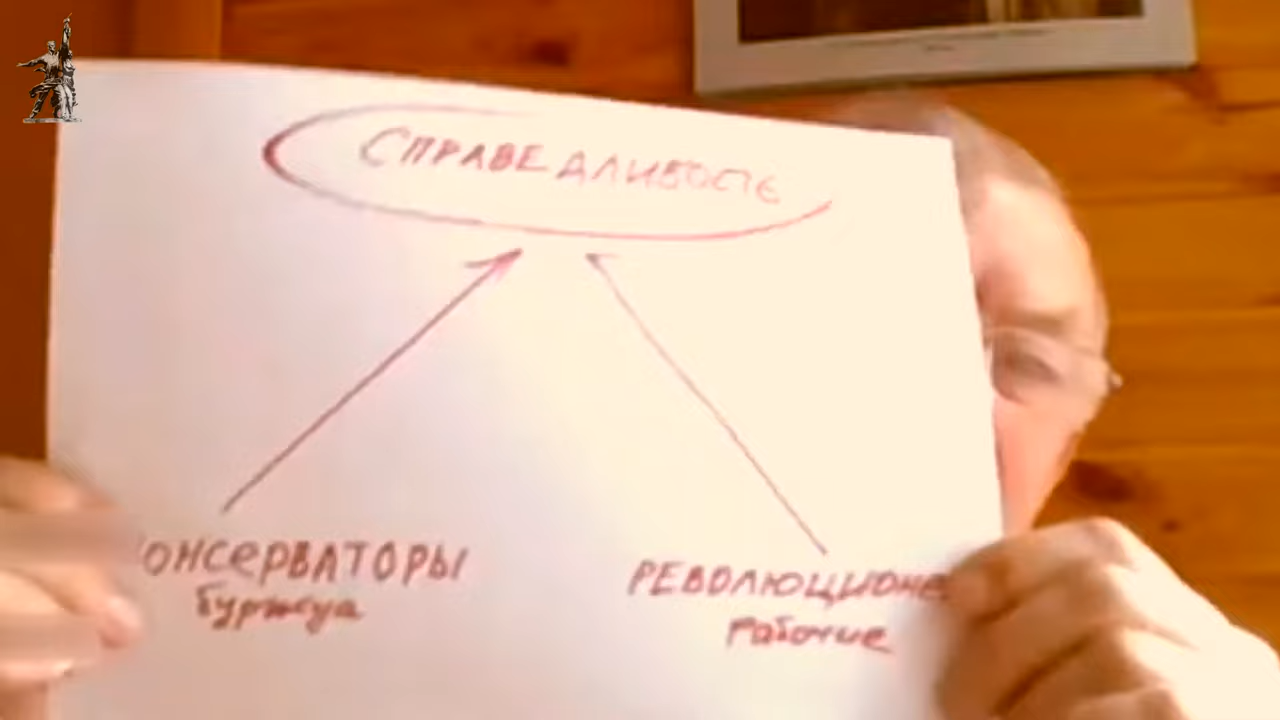 СПРАВЕДЛИВОСТЬ
ОНСЕРВАТОРЫ
буржуа
РЕВОЛЮЦИОНЕ
рабочие